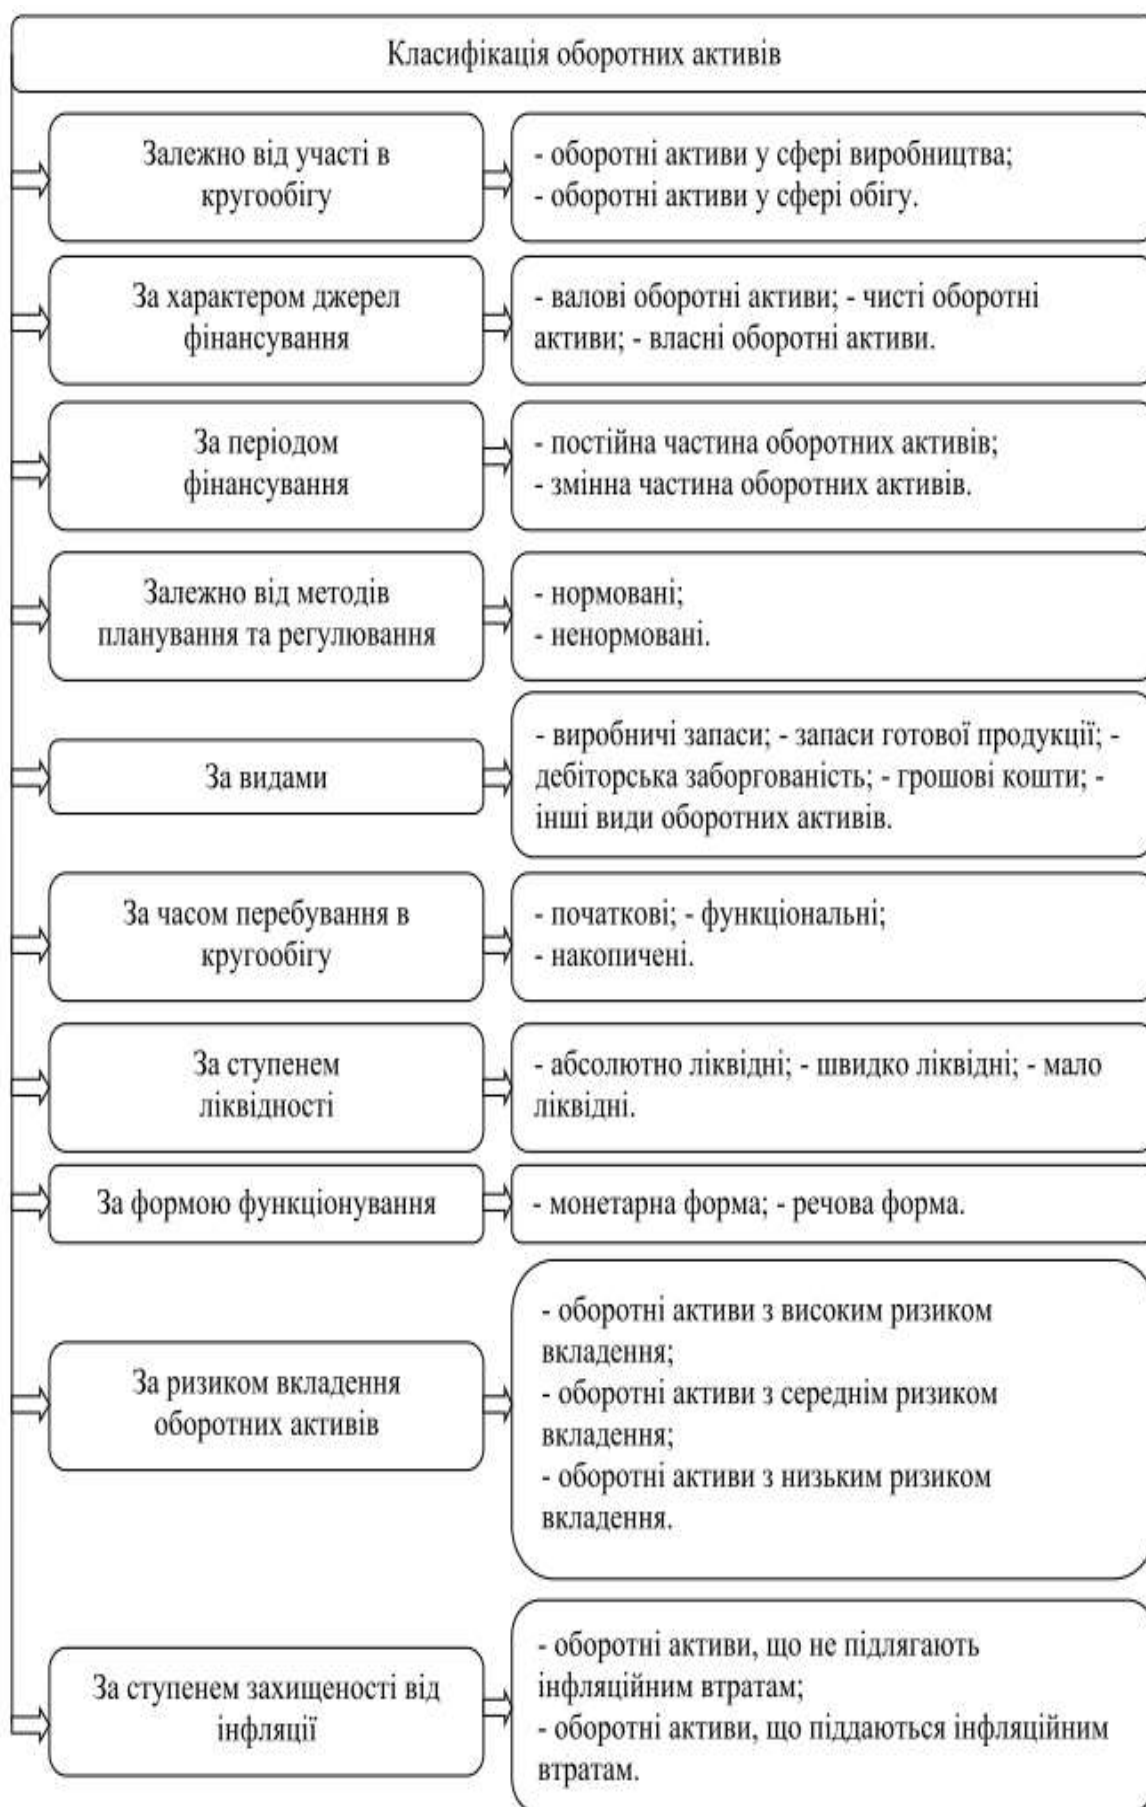 Класифікація оборотних активів
Залежно від участі в
кругообігу
- оборотні активи у сфері виробництва;
- оборотні активи у сфері обігу.
За характером джерел
фінансування
- валові оборотні активи; - чисті оборотні
активи; - власні оборотні активи.
За періодом
фінансування
- постійна частина оборотних активів;
- змінна частина оборотних активів.
Залежно від методів
планування та регулювання
- нормовані;
- ненормовані.
За видами
- виробничі запаси; - запаси готової продукції; -
дебіторська заборгованість; - грошові кошти; -
інші види оборотних активів.
За часом перебування в
кругообігу
- початкові; - функціональні;
- накопичені.
За ступенем
ліквідності
- абсолютно ліквідні; - швидко ліквідні; - мало
ліквідні.
За формою функціонування
- монетарна форма; - речова форма.
За ризиком вкладення
оборотних активів
- оборотні активи з високим ризиком
вкладення;
- оборотні активи з середнім ризиком
вкладення;
- оборотні активи з низьким ризиком
вкладення.
За ступенем захищеності від
інфляції
- оборотні активи, що не підлягають
інфляційним втратам;
- оборотні активи, що піддаються інфляційним
втратам.